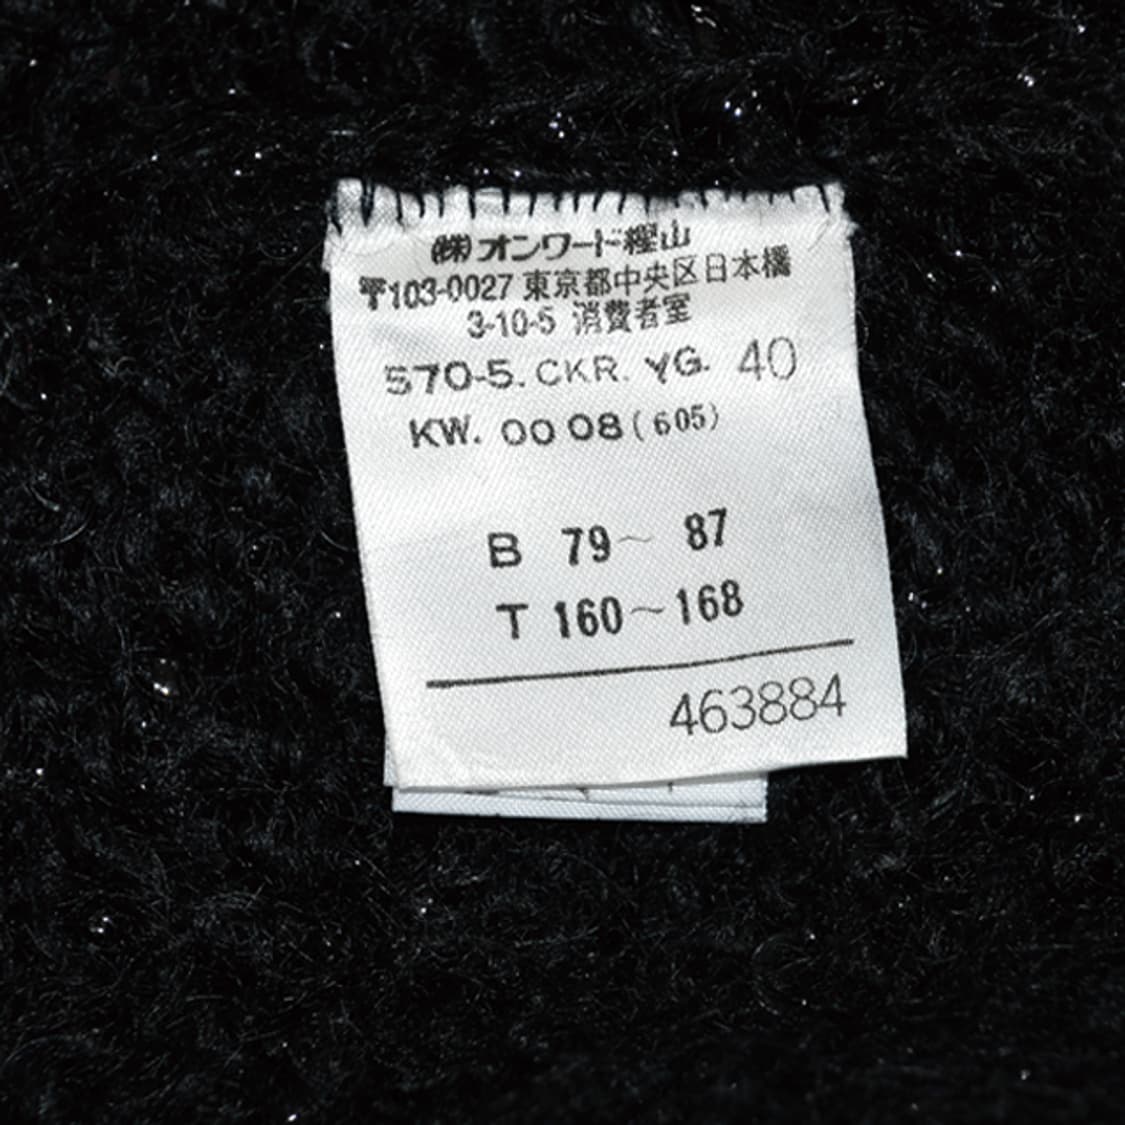 ㈱オンワード樫山
〒103-0027 東京都中央区日本橋
3-10-5 消費者室
570-5. CKR. YG. 40
KW. 00 08 (605)
B 79～ 87
T 160～168
463884